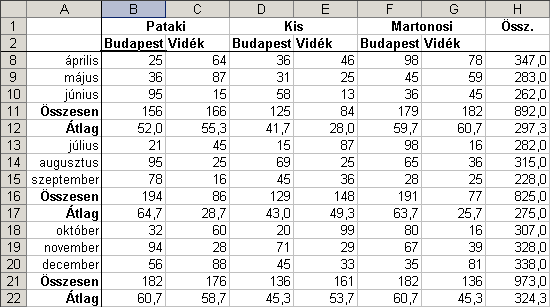 A B C D E F G H
1 Pataki Kis Martonosi Össz.
2 Budapest Vidék Budapest Vidék Budapest Vidék
8 április 25 64 36 46 98 78 347,0
9 május 36 87 31 25 45 59 283,0
10 június 95 15 58 13 36 45 262,0
11 Összesen 156 166 125 84 179 182 892,0
12 Átlag 52,0 55,3 41,7 28,0 59,7 60,7 297,3
13 július 21 45 15 87 98 16 282,0
14 augusztus 95 25 69 25 65 36 315,0
15 szeptember 78 16 45 36 28 25 228,0
16 Összesen 194 86 129 148 191 77 825,0
17 Átlag 64,7 28,7 43,0 49,3 63,7 25,7 275,0
18 október 32 60 20 99 80 16 307,0
19 november 94 28 71 29 67 39 328,0
20 december 56 88 45 33 35 81 338,0
21 Összesen 182 176 136 161 182 136 973,0
22 Átlag 60,7 58,7 45,3 53,7 60,7 45,3 324,3